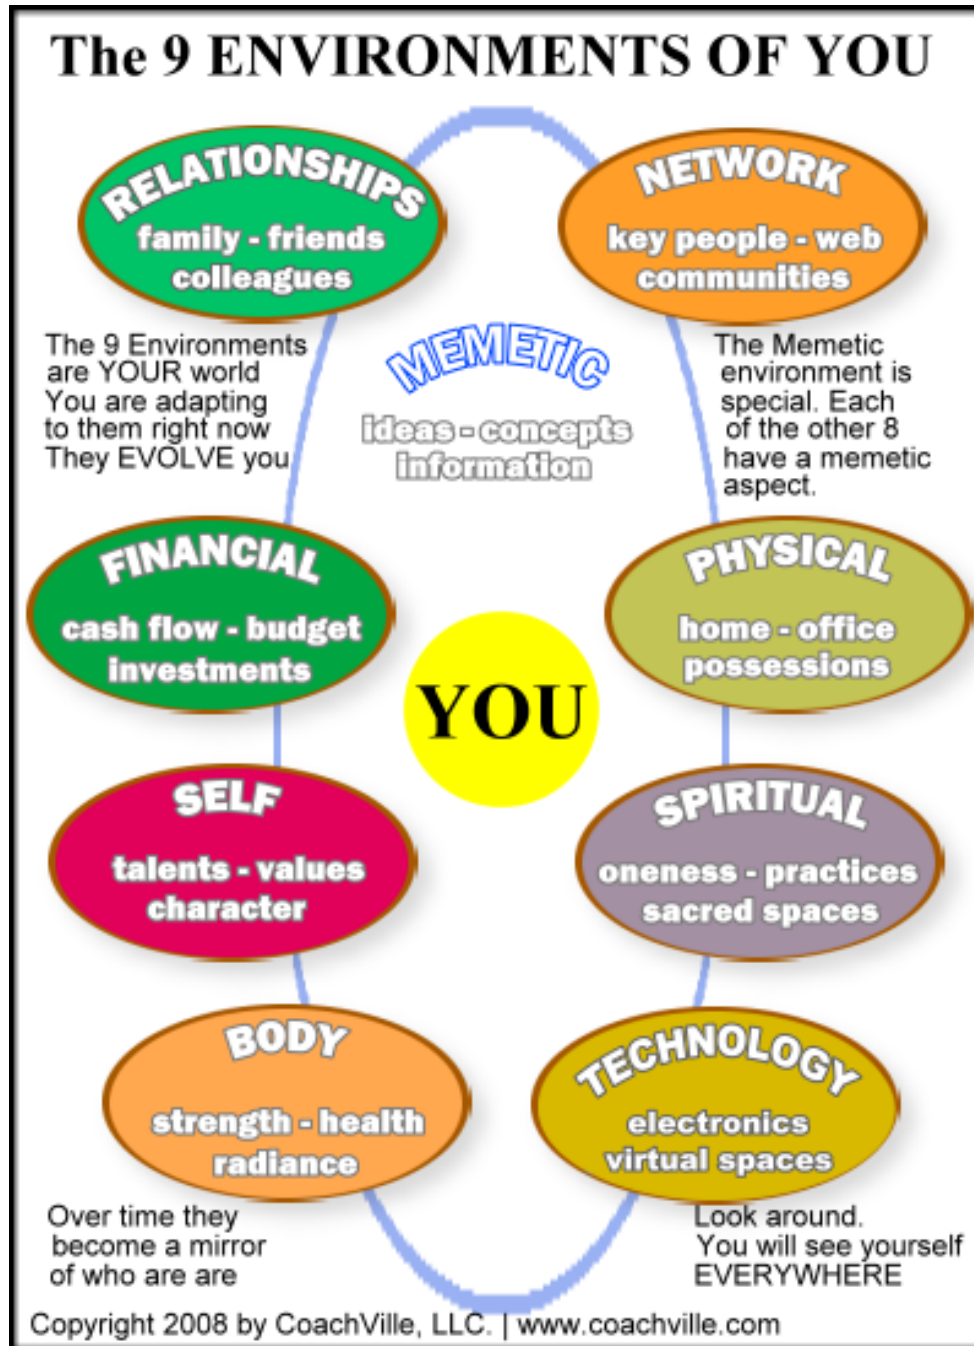 The 9 ENVIRONMENTS OF YOU
RELATIONSHIPS
family - friends
colleagues
NETWORK
key people - web
communities
The 9 Environments
are YOUR world
You are adapting
to them right now
They EVOLVE you
MEMETIC
ideas - concepts
information
The Memetic
environment is
special. Each
of the other 8
have a memetic
aspect.
FINANCIAL
cash flow - budget
investments
PHYSICAL
home - office
possessions
YOU
SELF
talents - values
character
SPIRITUAL
oneness - practices
sacred spaces
BODY
strength - health
radiance
TECHNOLOGY
electronics
virtual spaces
Over time they
become a mirror
of who are are
Look around.
You will see yourself
EVERYWHERE
Copyright 2008 by CoachVille, LLC. | www.coachville.com